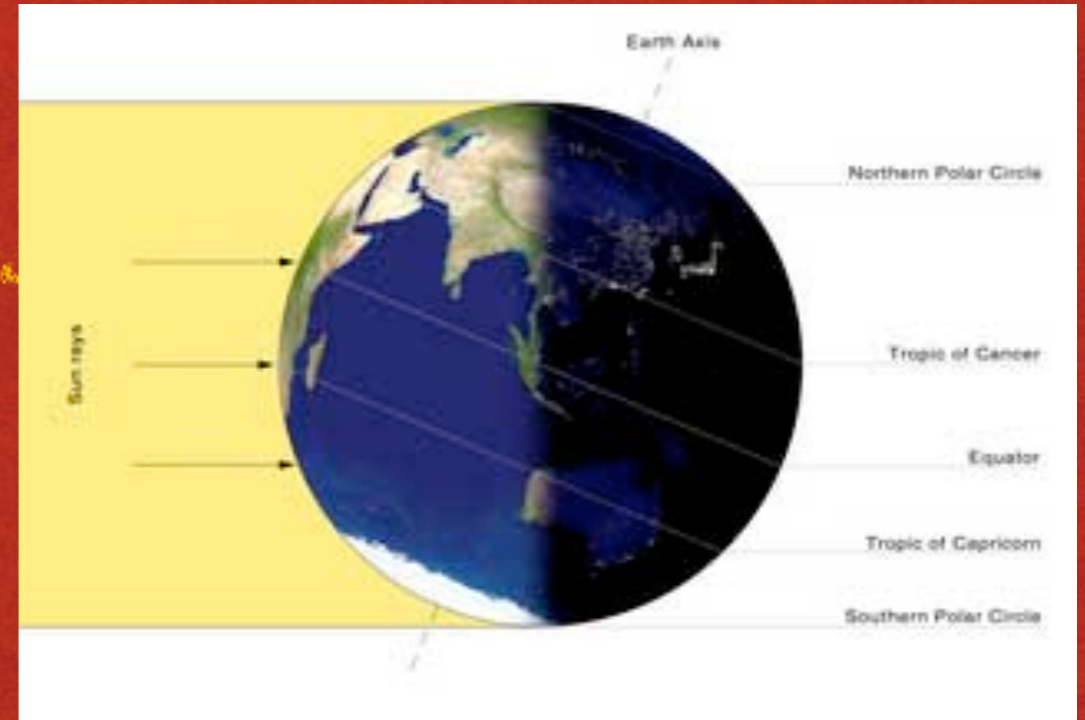 Earth Axis
Northern Polar Circle
Sun rays
Tropic of Cancer
Equator
Tropic of Capricorn
Southern Polar Circle